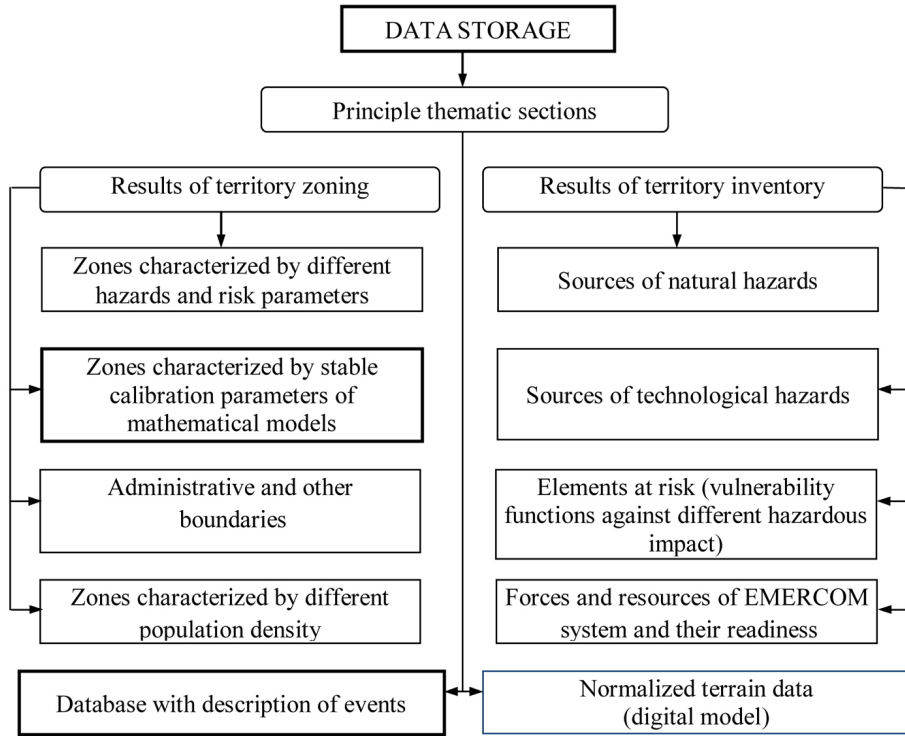 DATA STORAGE
Principle thematic sections
Results of territory zoning
Results of territory inventory
Zones characterized by different
hazards and risk parameters
Sources of natural hazards
Zones characterized by stable
calibration parameters of
mathematical models
Sources of technological hazards
Administrative and other
boundaries
Elements at risk (vulnerability
functions against different hazardous
impact)
Zones characterized by different
population density
Forces and resources of EMERCOM
system and their readiness
Database with description of events
Normalized terrain data
(digital model)